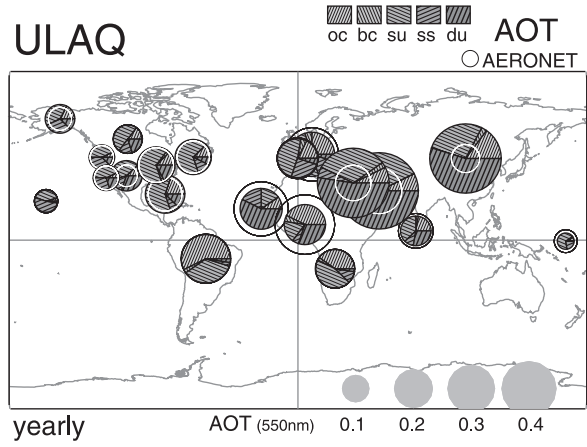 ULAQ
AOT
oc bc su ss du
AERONET
yearly AOT (550nm) 0.1 0.2 0.3 0.4